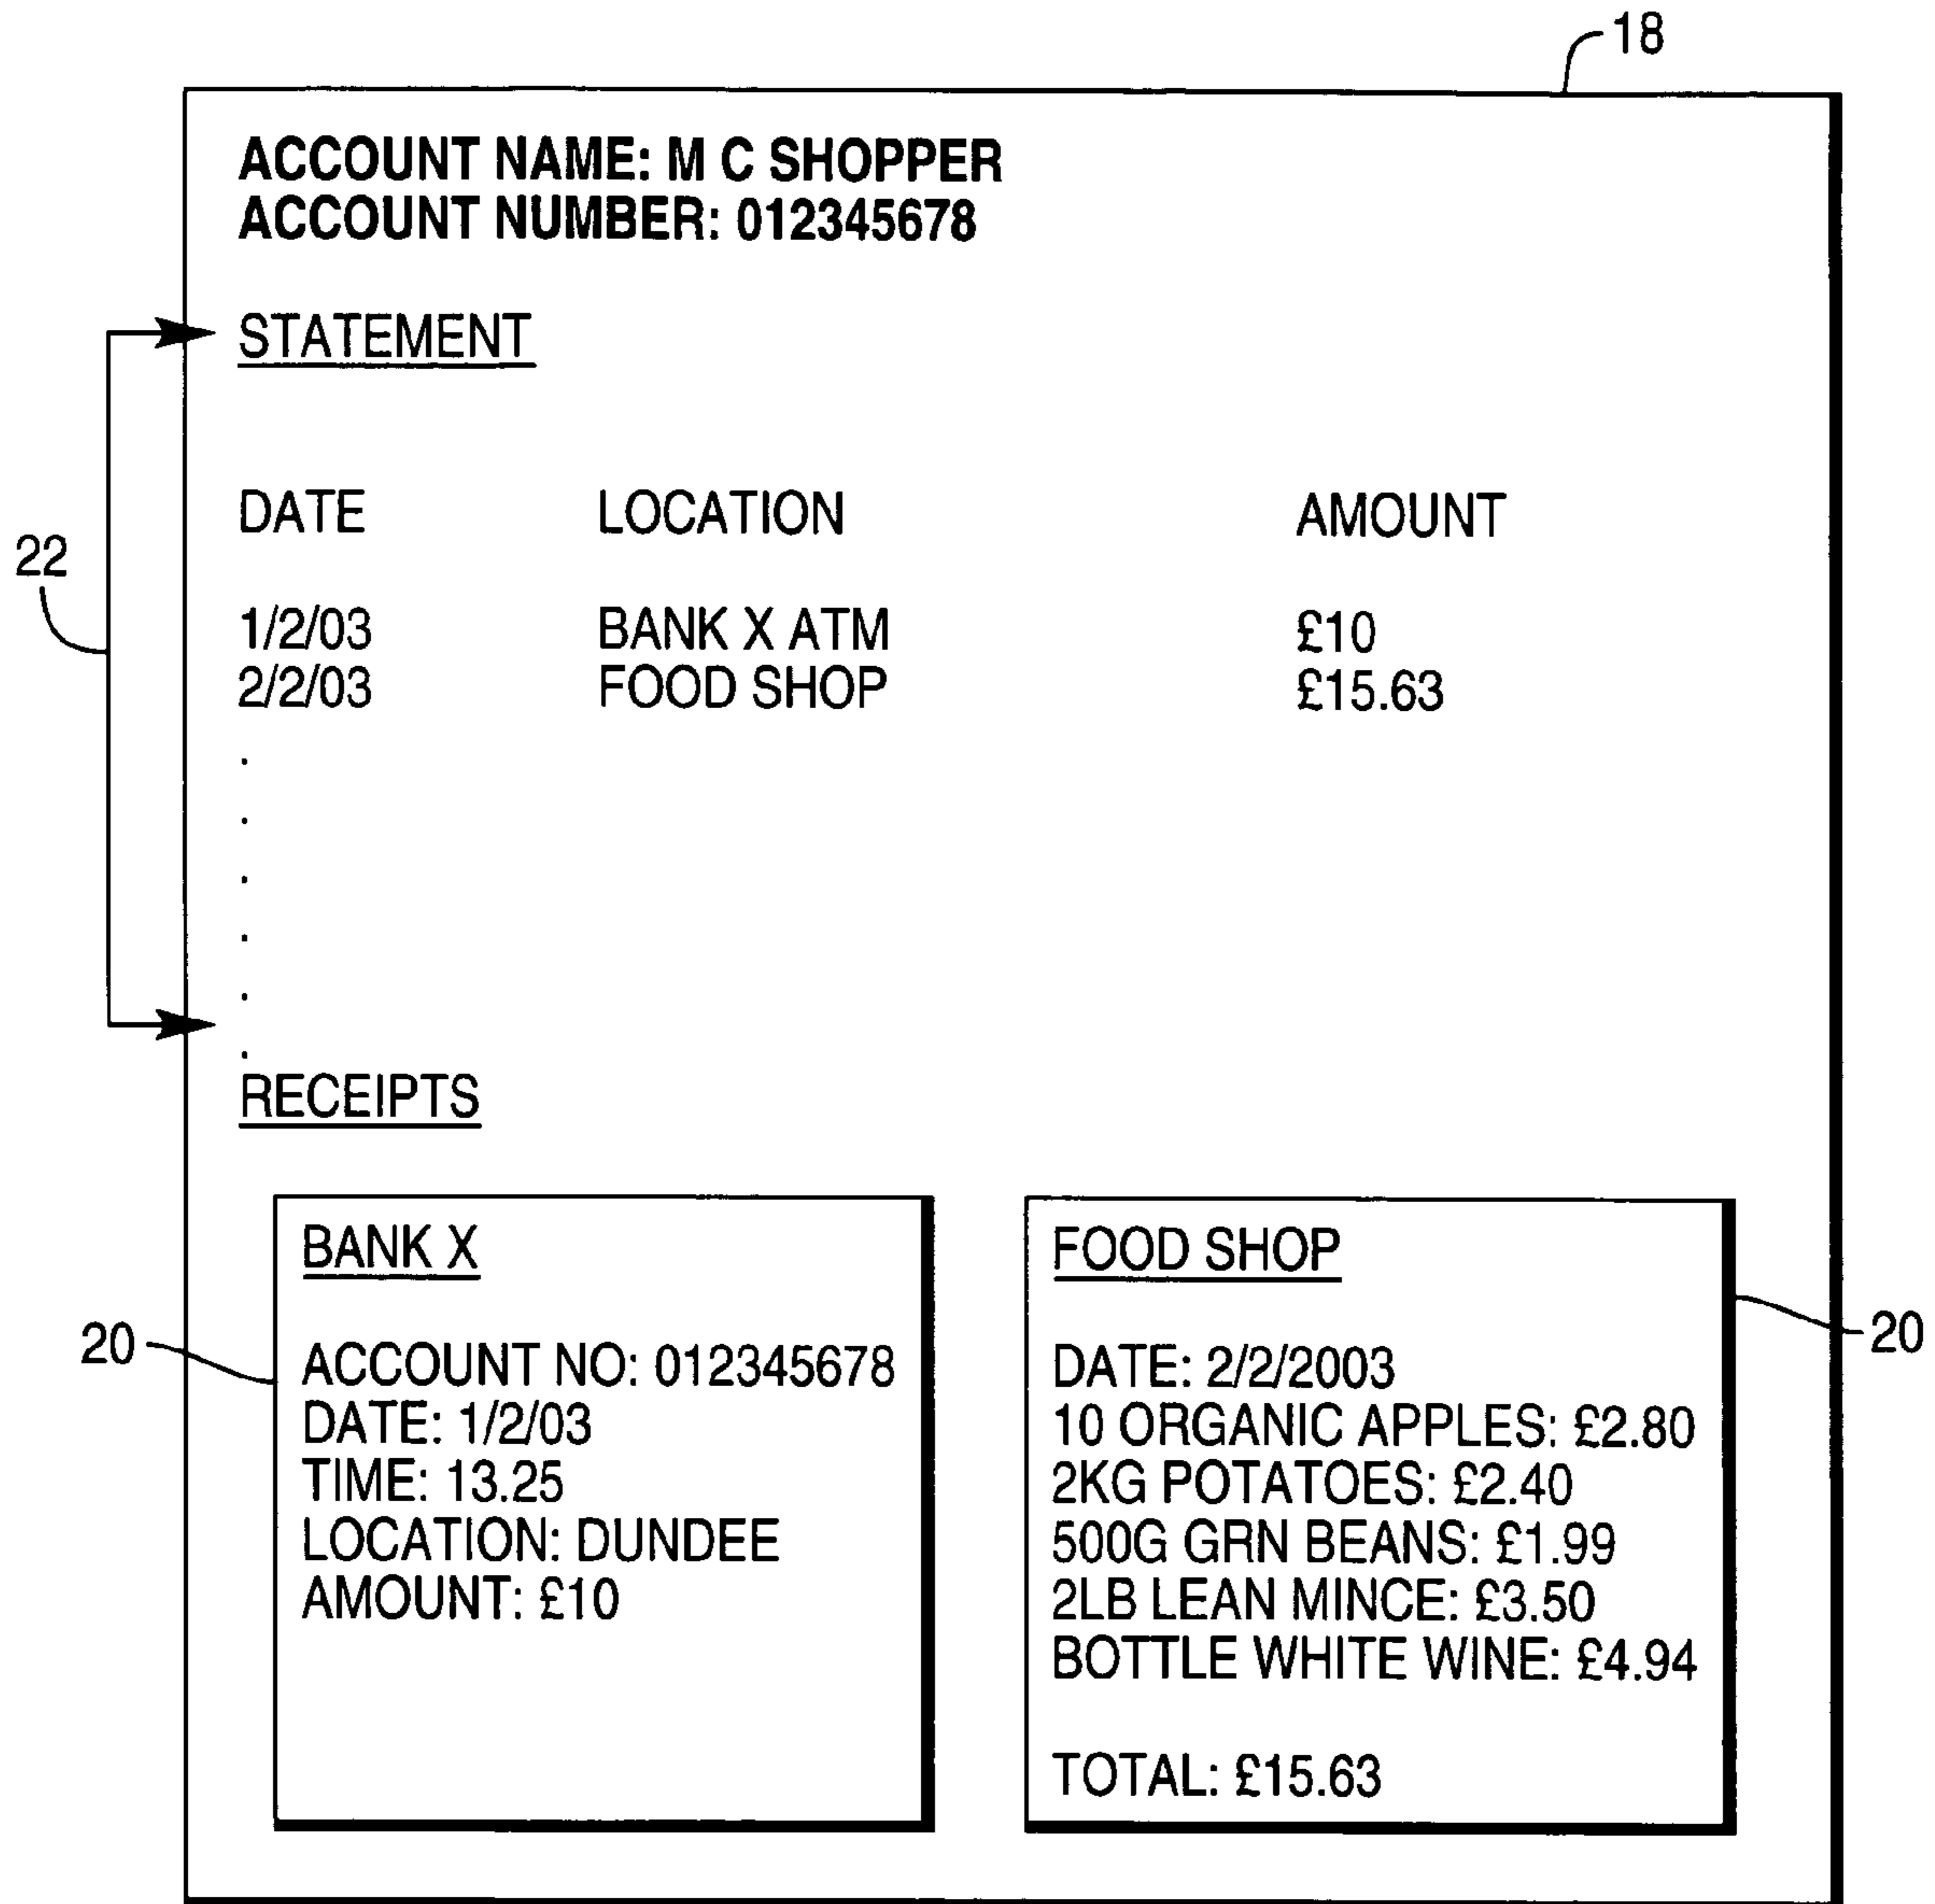 18
ACCOUNT NAME: M C SHOPPER
ACCOUNT NUMBER: 012345678
STATEMENT
DATE LOCATION AMOUNT
22
1/2/03 BANK X ATM £10
2/2/03 FOOD SHOP £15.63
.
.
.
.
.
.
RECEIPTS
BANK X
20
ACCOUNT NO: 012345678
DATE: 1/2/03
TIME: 13.25
LOCATION: DUNDEE
AMOUNT: £10
FOOD SHOP
20
DATE: 2/2/2003
10 ORGANIC APPLES: £2.80
2KG POTATOES: £2.40
500G GRN BEANS: £1.99
2LB LEAN MINCE: £3.50
BOTTLE WHITE WINE: £4.94
TOTAL: £15.63